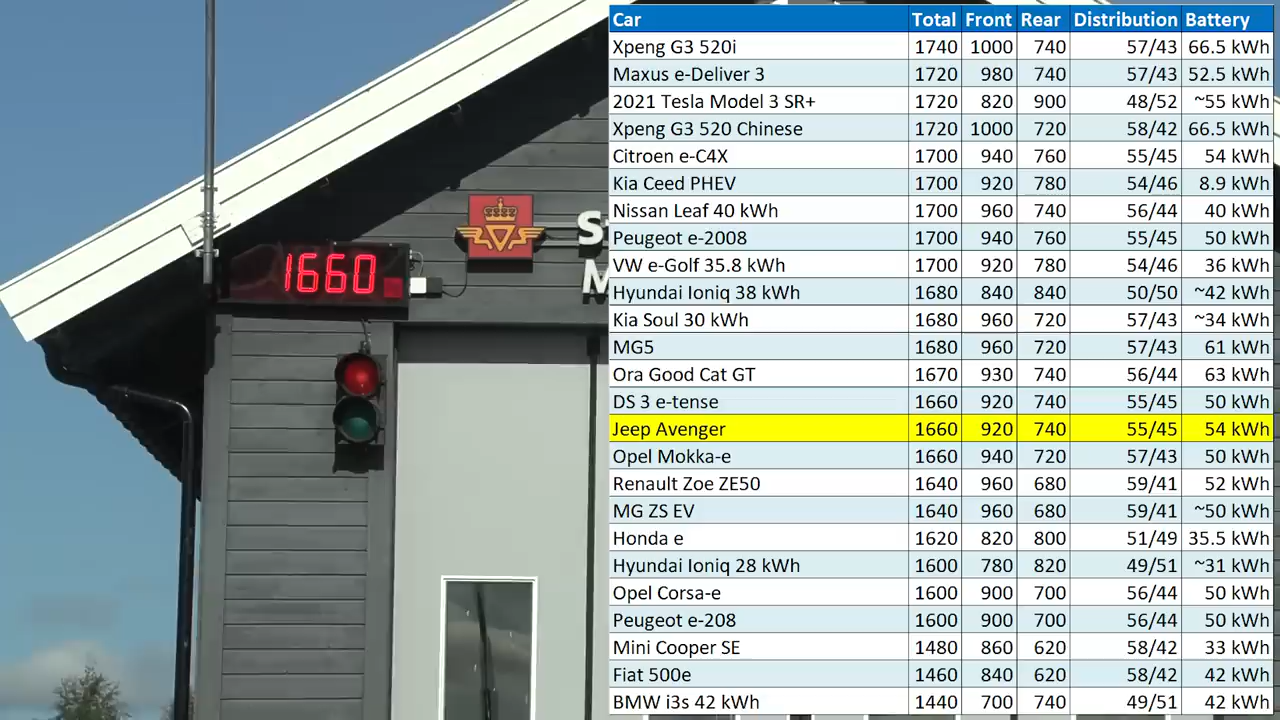 1660
S
M
Car Total Front Rear Distribution Battery
Xpeng G3 520i 1740 1000 740 57/43 66.5 kWh
Maxus e-Deliver 3 1720 980 740 57/43 52.5 kWh
2021 Tesla Model 3 SR+ 1720 820 900 48/52 ~55 kWh
Xpeng G3 520 Chinese 1720 1000 720 58/42 66.5 kWh
Citroen e-C4X 1700 940 760 55/45 54 kWh
Kia Ceed PHEV 1700 920 780 54/46 8.9 kWh
Nissan Leaf 40 kWh 1700 960 740 56/44 40 kWh
Peugeot e-2008 1700 940 760 55/45 50 kWh
VW e-Golf 35.8 kWh 1700 920 780 54/46 36 kWh
Hyundai Ioniq 38 kWh 1680 840 840 50/50 ~42 kWh
Kia Soul 30 kWh 1680 960 720 57/43 ~34 kWh
MG5 1680 960 720 57/43 61 kWh
Ora Good Cat GT 1670 930 740 56/44 63 kWh
DS 3 e-tense 1660 920 740 55/45 50 kWh
Jeep Avenger 1660 920 740 55/45 54 kWh
Opel Mokka-e 1660 940 720 57/43 50 kWh
Renault Zoe ZE50 1640 960 680 59/41 52 kWh
MG ZS EV 1640 960 680 59/41 ~50 kWh
Honda e 1620 820 800 51/49 35.5 kWh
Hyundai Ioniq 28 kWh 1600 780 820 49/51 ~31 kWh
Opel Corsa-e 1600 900 700 56/44 50 kWh
Peugeot e-208 1600 900 700 56/44 50 kWh
Mini Cooper SE 1480 860 620 58/42 33 kWh
Fiat 500e 1460 840 620 58/42 42 kWh
BMW i3s 42 kWh 1440 700 740 49/51 42 kWh